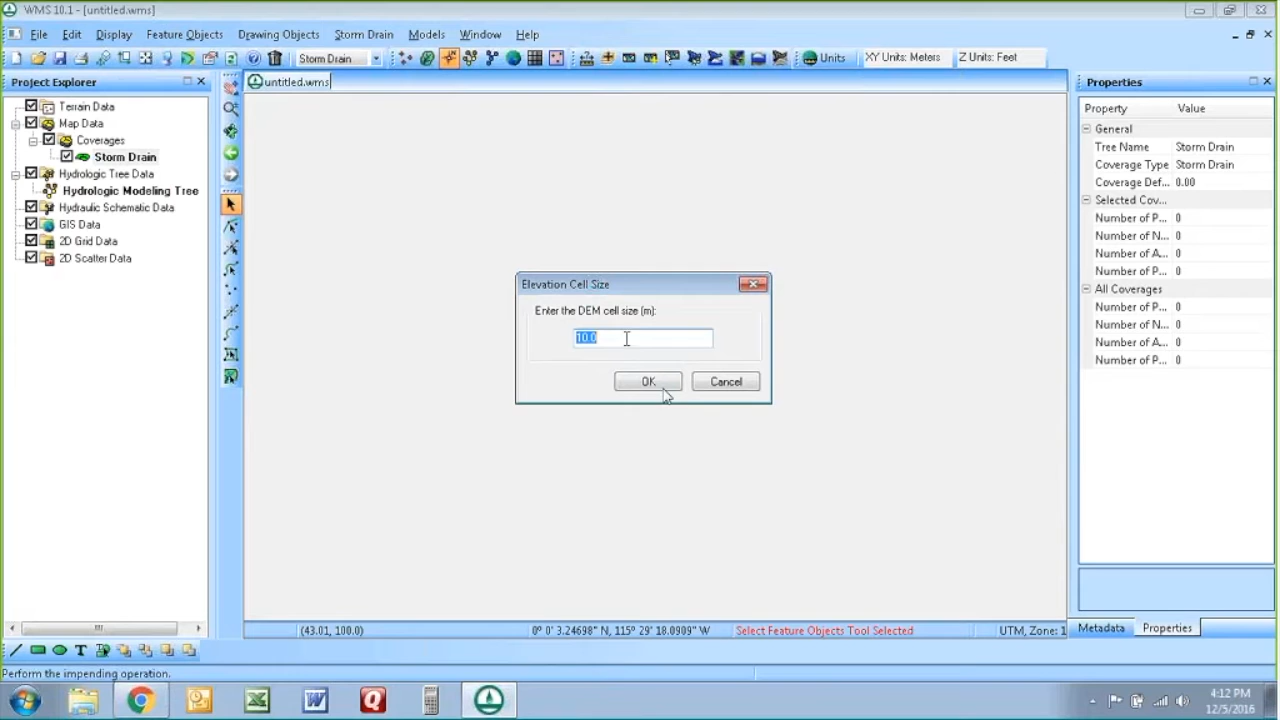 WMS 10.1 - [untitled.wms]
File Edit Display Feature Objects Drawing Objects Storm Drain Models Window Help
Storm Drain Units XY Units: Meters Z Units: Feet
Project Explorer
Terrain Data
Map Data
Coverages
Storm Drain
Hydrologic Tree Data
Hydrologic Modeling Tree
Hydraulic Schematic Data
GIS Data
2D Grid Data
2D Scatter Data
untitled.wms
Elevation Cell Size
Enter the DEM cell size (m):
10.0
OK Cancel
Properties
Property Value
General
Tree Name Storm Drain
Coverage Type Storm Drain
Coverage Def... 0.00
Selected Cov...
Number of P... 0
Number of N... 0
Number of A... 0
Number of P... 0
All Coverages
Number of P... 0
Number of N... 0
Number of A... 0
Number of P... 0
(43.01, 100.0) 0° 0' 3.24698" N, 115° 29' 18.0909" W Select Feature Objects Tool Selected UTM, Zone: 1
Metadata Properties
T
Perform the impending operation.
4:12 PM
12/5/2016